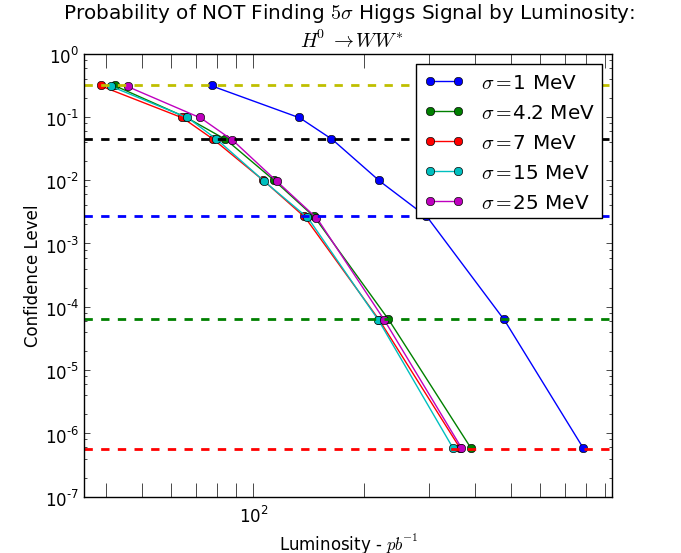 Probability of NOT Finding 5σ Higgs Signal by Luminosity:
H⁰ →WW*
10⁰
10⁻¹
10⁻²
10⁻³
10⁻⁴
10⁻⁵
10⁻⁶
10⁻⁷
Confidence Level
σ=1 MeV
σ=4.2 MeV
σ=7 MeV
σ=15 MeV
σ=25 MeV
10²
Luminosity - pb⁻¹